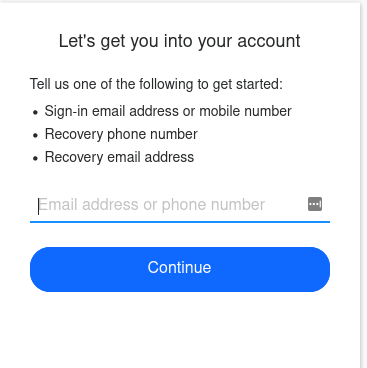 Let's get you into your account
Tell us one of the following to get started:
• Sign-in email address or mobile number
• Recovery phone number
• Recovery email address
Email address or phone number
Continue